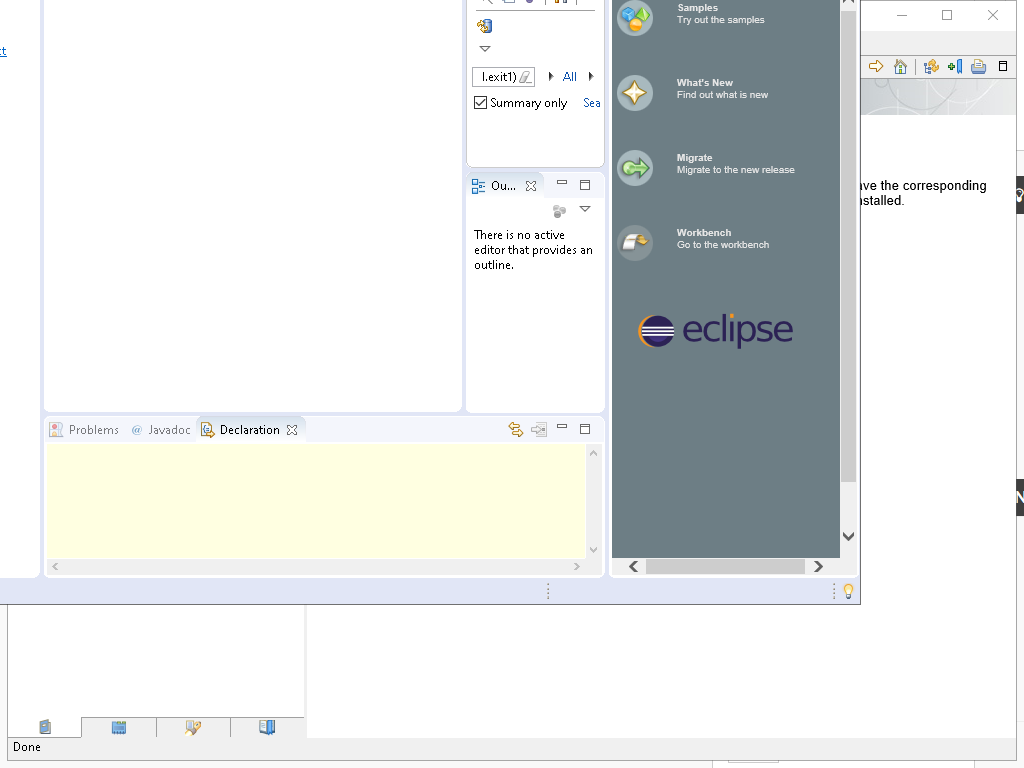 Samples
Try out the samples
l.exit1)
All
What's New
Find out what is new
Summary only
Sea
Migrate
Migrate to the new release
ave the corresponding
nstalled.
Ou...
There is no active
editor that provides an
outline.
Workbench
Go to the workbench
eclipse
Problems
@ Javadoc
Declaration
Done